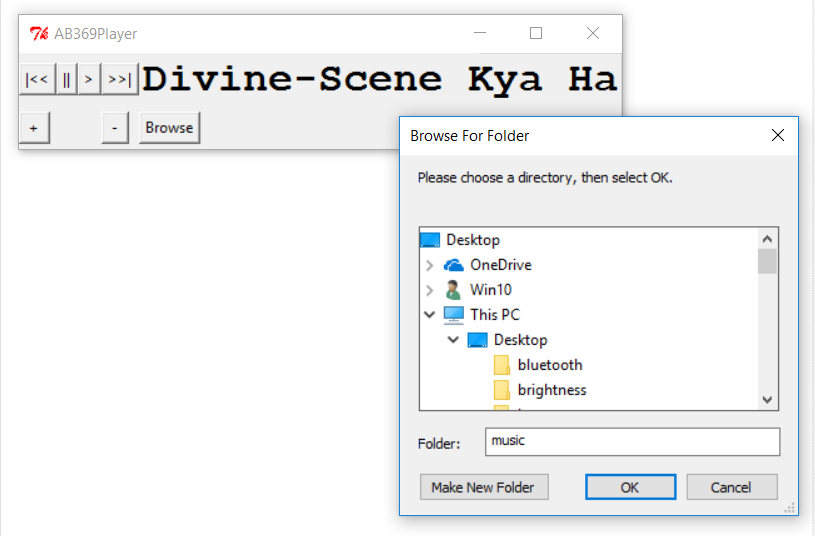 AB369Player
|<< || > >>| Divine-Scene Kya Ha
+ - Browse
Browse For Folder
Please choose a directory, then select OK.
Desktop
OneDrive
Win10
This PC
Desktop
bluetooth
brightness
Folder: music
Make New Folder OK Cancel